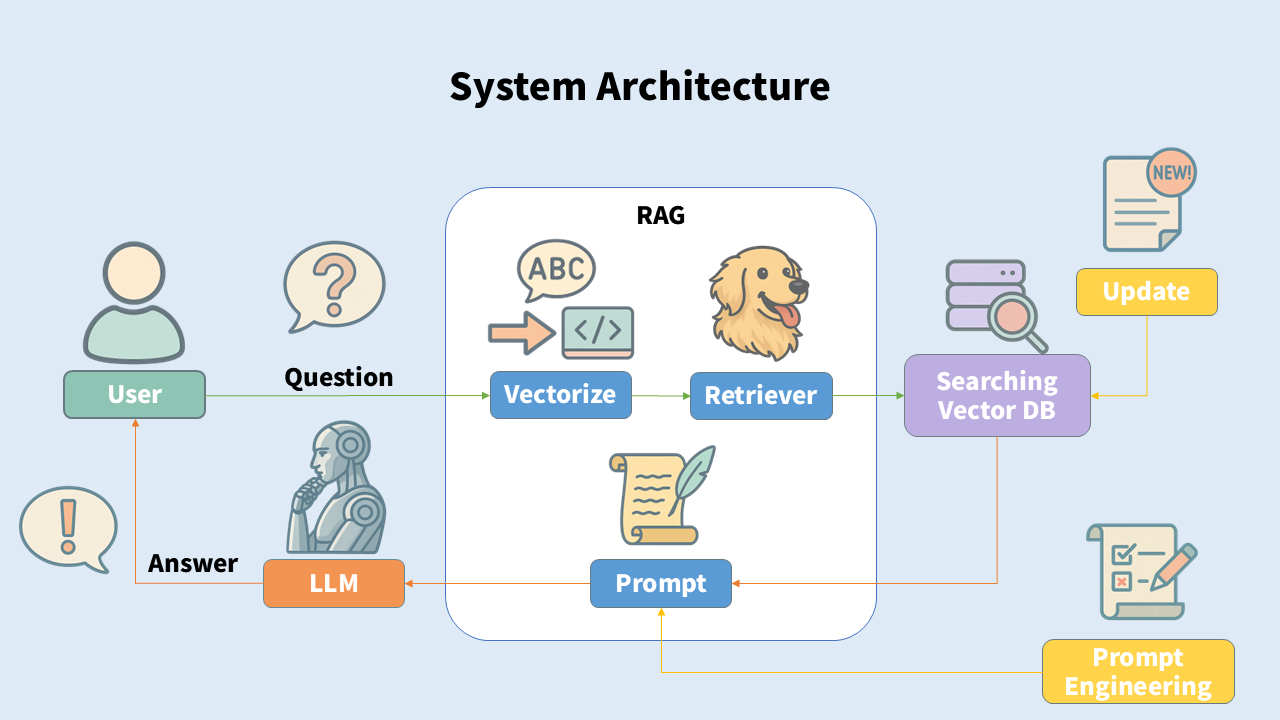 System Architecture
NEW!
RAG
ABC
</>
Update
Question
User
Vectorize
Retriever
Searching
Vector DB
Answer
LLM
Prompt
Prompt
Engineering